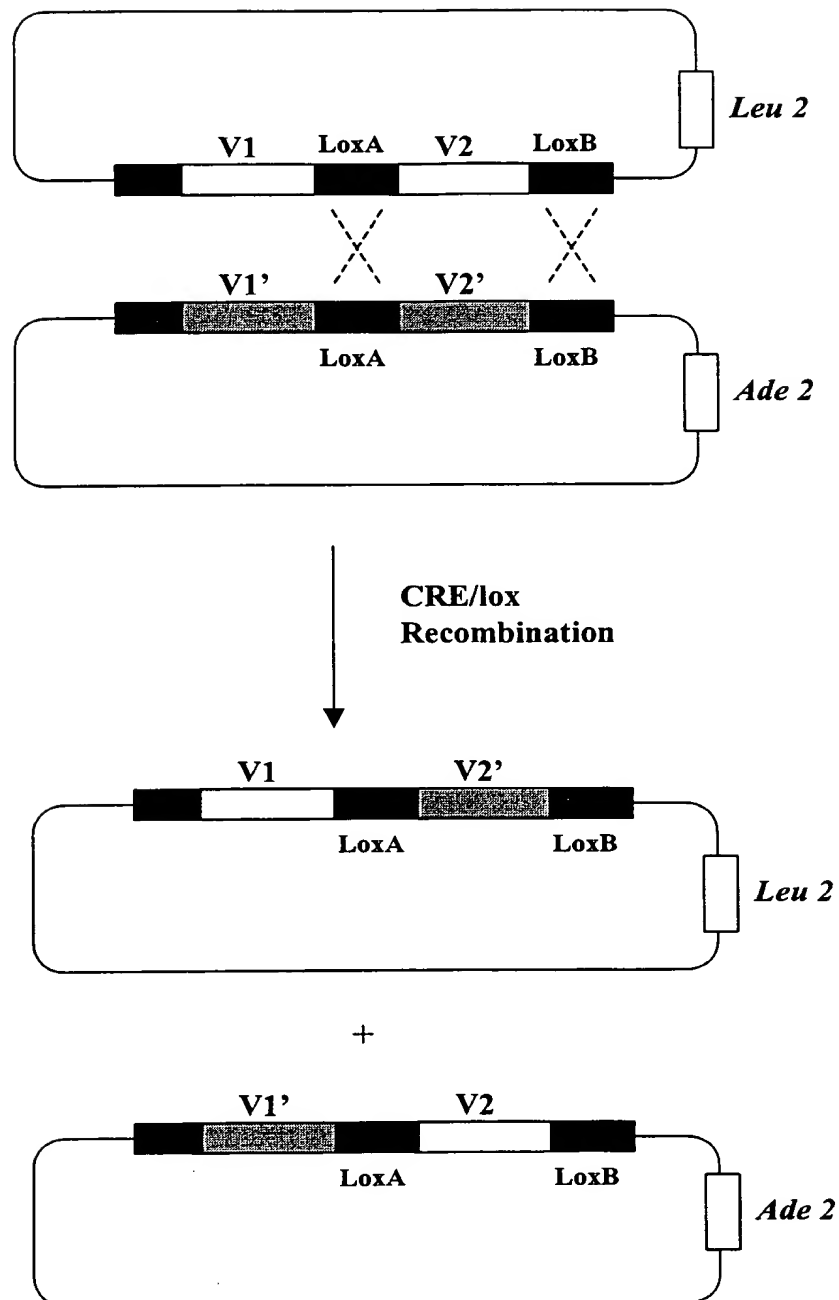 Leu 2
V1 LoxA V2 LoxB
V1’ V2’
LoxA LoxB
Ade 2
CRE/lox
Recombination
V1 V2’
LoxA LoxB
Leu 2
+
V1’ V2
LoxA LoxB
Ade 2